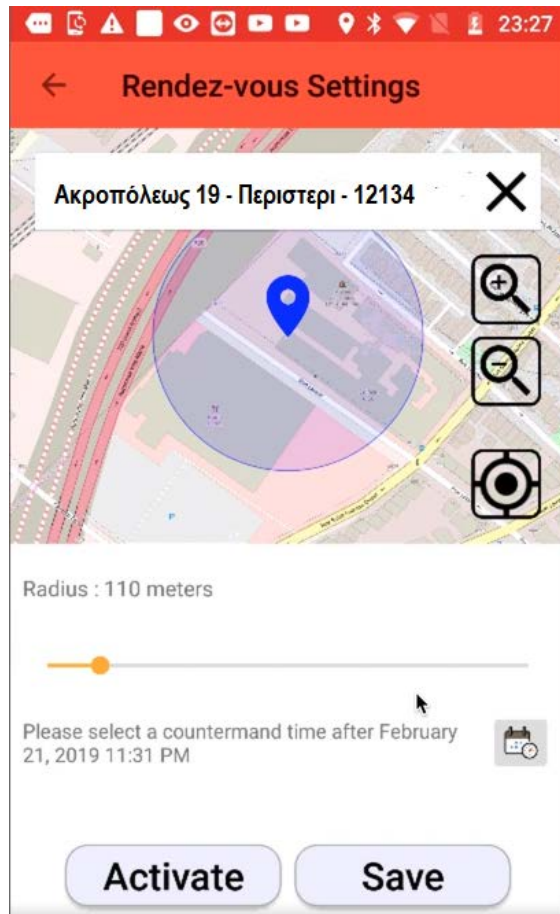 23:27
Rendez-vous Settings
Ακροπόλεως 19 - Περιστερι - 12134
Radius : 110 meters
Please select a countermand time after February
21, 2019 11:31 PM
Activate
Save